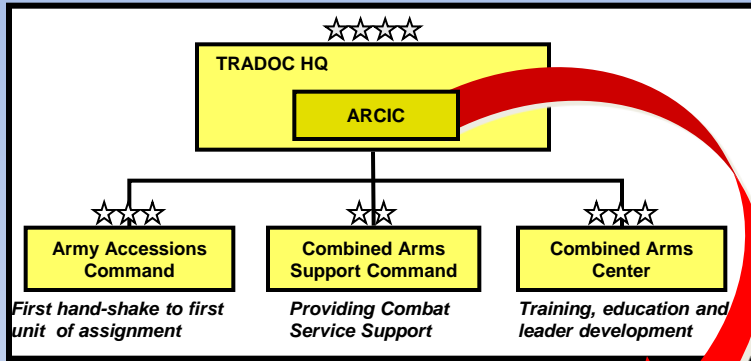 TRADOC HQ
ARCIC
Army Accessions
Command
Combined Arms
Support Command
Combined Arms
Center
First hand-shake to first
unit of assignment
Providing Combat
Service Support
Training, education and
leader development